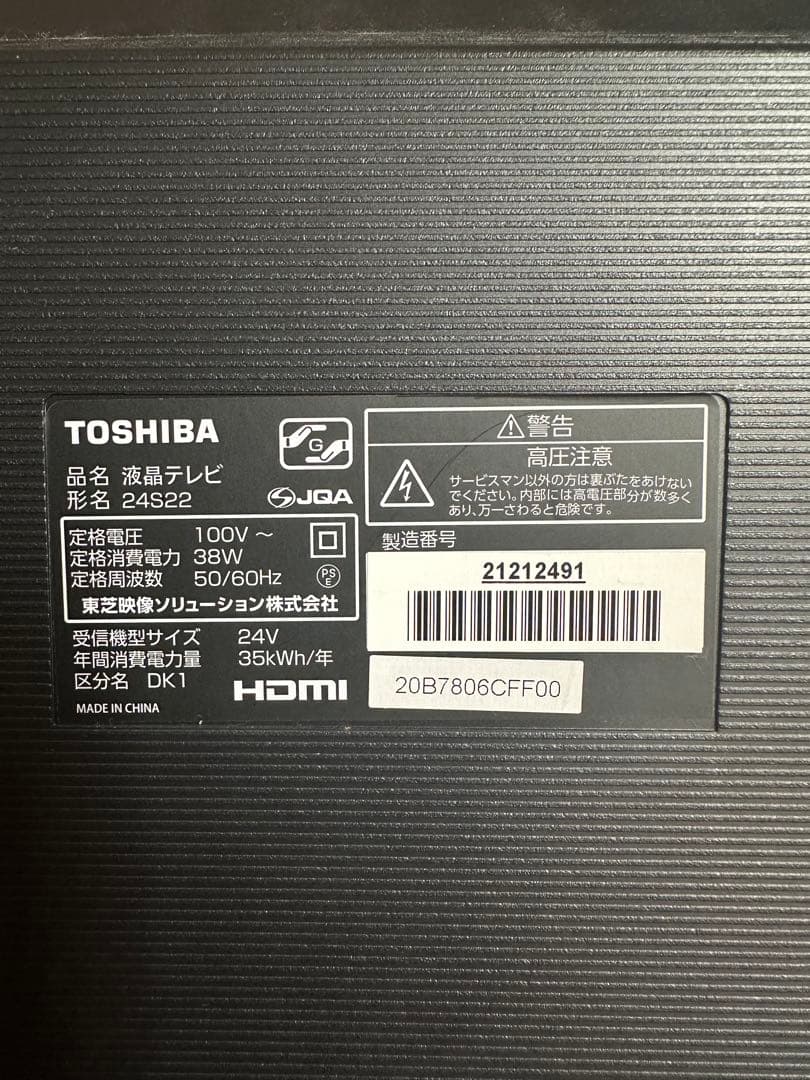 TOSHIBA
品名 液晶テレビ
形名 24S22
G
JQA
定格電圧 100V～
定格消費電力 38W
定格周波数 50/60Hz
PS
E
東芝映像ソリューション株式会社
受信機型サイズ 24V
年間消費電力量 35kWh/年
区分名 DK1
HDMI
MADE IN CHINA
警告
高圧注意
サービスマン以外の方は裏ぶたをあけない
でください。内部には高電圧部分が数多く
あり、万一さわると危険です。
製造番号
21212491
20B7806CFF00